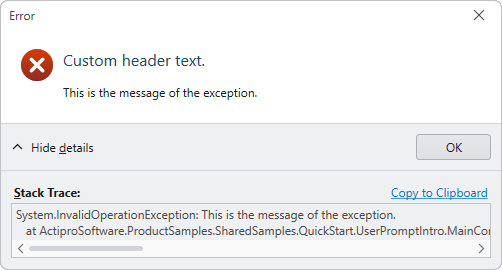 Error
Custom header text.
This is the message of the exception.
Hide details
OK
Stack Trace:
Copy to Clipboard
System.InvalidOperationException: This is the message of the exception.
at ActiproSoftware.ProductSamples.SharedSamples.QuickStart.UserPromptIntro.MainCo